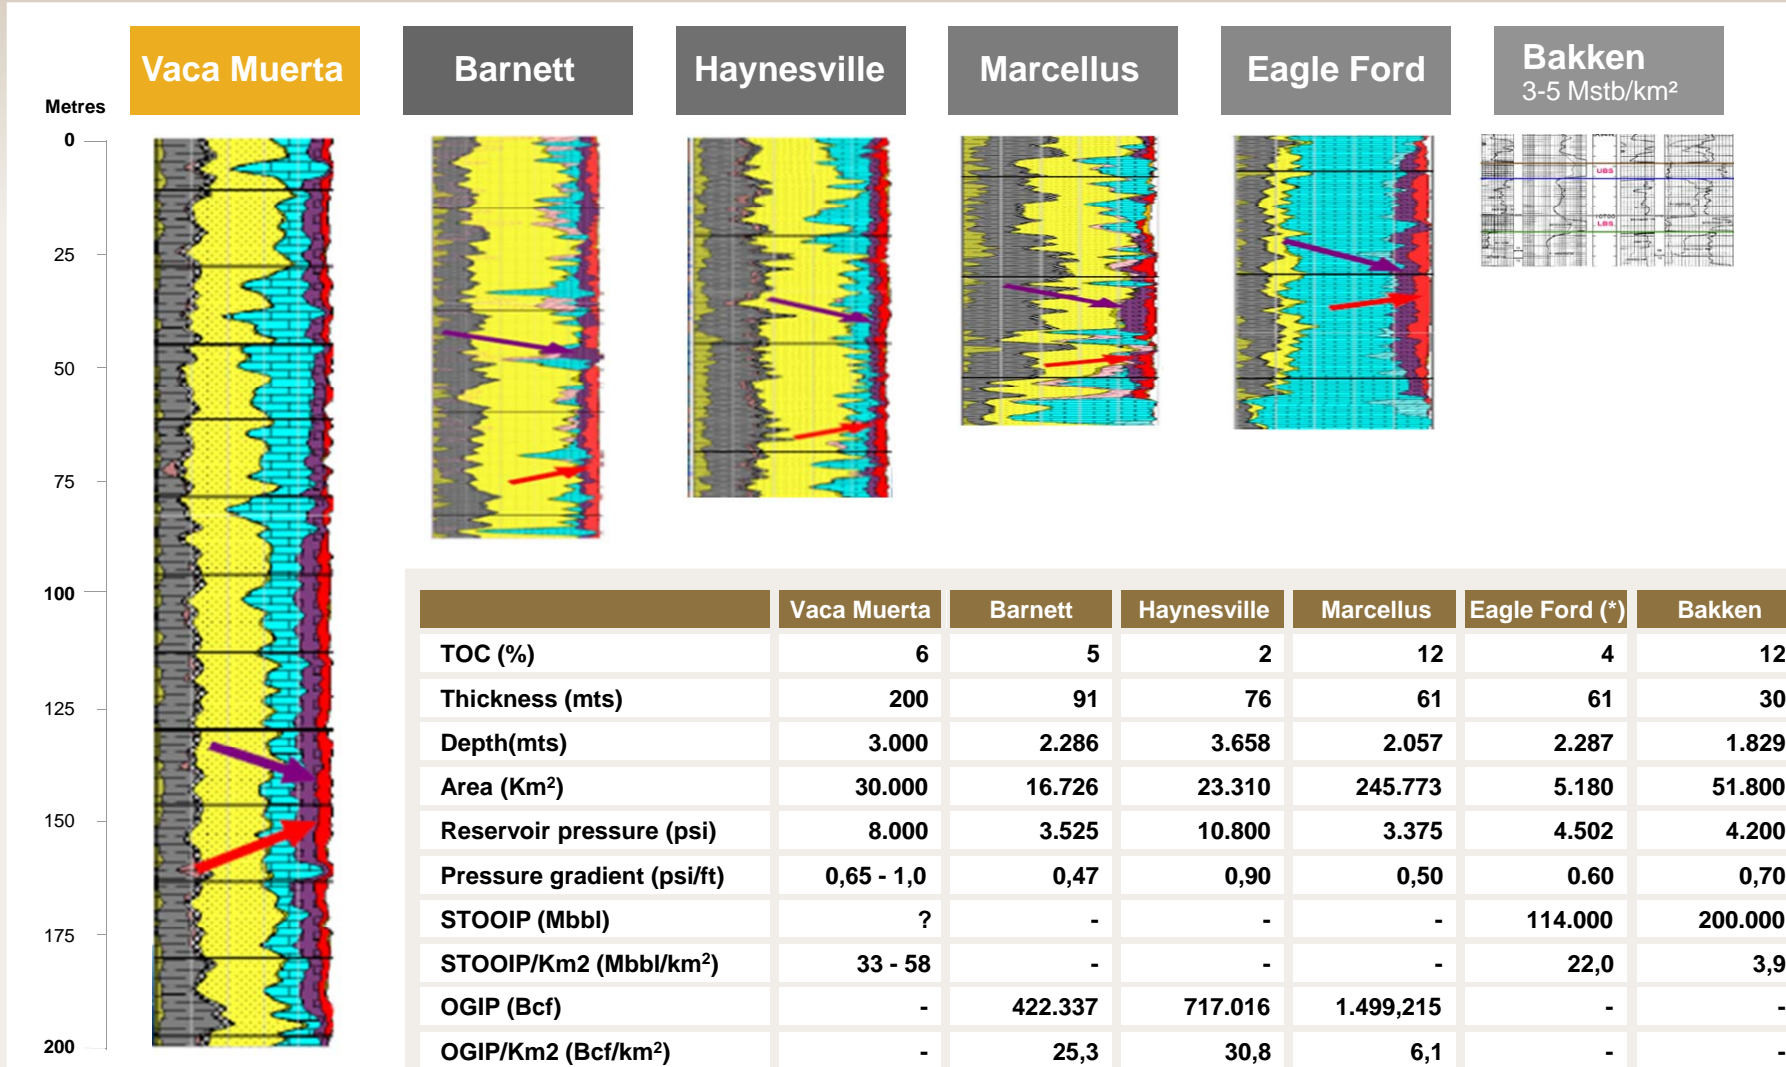 Vaca Muerta
Barnett
Haynesville
Marcellus
Eagle Ford
Bakken
3-5 Mstb/km²
Metres
0
25
50
75
100
125
150
175
200
UBS
10700
LBS
Vaca Muerta Barnett Haynesville Marcellus Eagle Ford (*) Bakken
TOC (%) 6 5 2 12 4 12
Thickness (mts) 200 91 76 61 61 30
Depth(mts) 3.000 2.286 3.658 2.057 2.287 1.829
Area (Km²) 30.000 16.726 23.310 245.773 5.180 51.800
Reservoir pressure (psi) 8.000 3.525 10.800 3.375 4.502 4.200
Pressure gradient (psi/ft) 0,65 - 1,0 0,47 0,90 0,50 0.60 0,70
STOOIP (Mbbl) ? - - - 114.000 200.000
STOOIP/Km2 (Mbbl/km²) 33 - 58 - - - 22,0 3,9
OGIP (Bcf) - 422.337 717.016 1.499,215 - -
OGIP/Km2 (Bcf/km²) - 25,3 30,8 6,1 - -